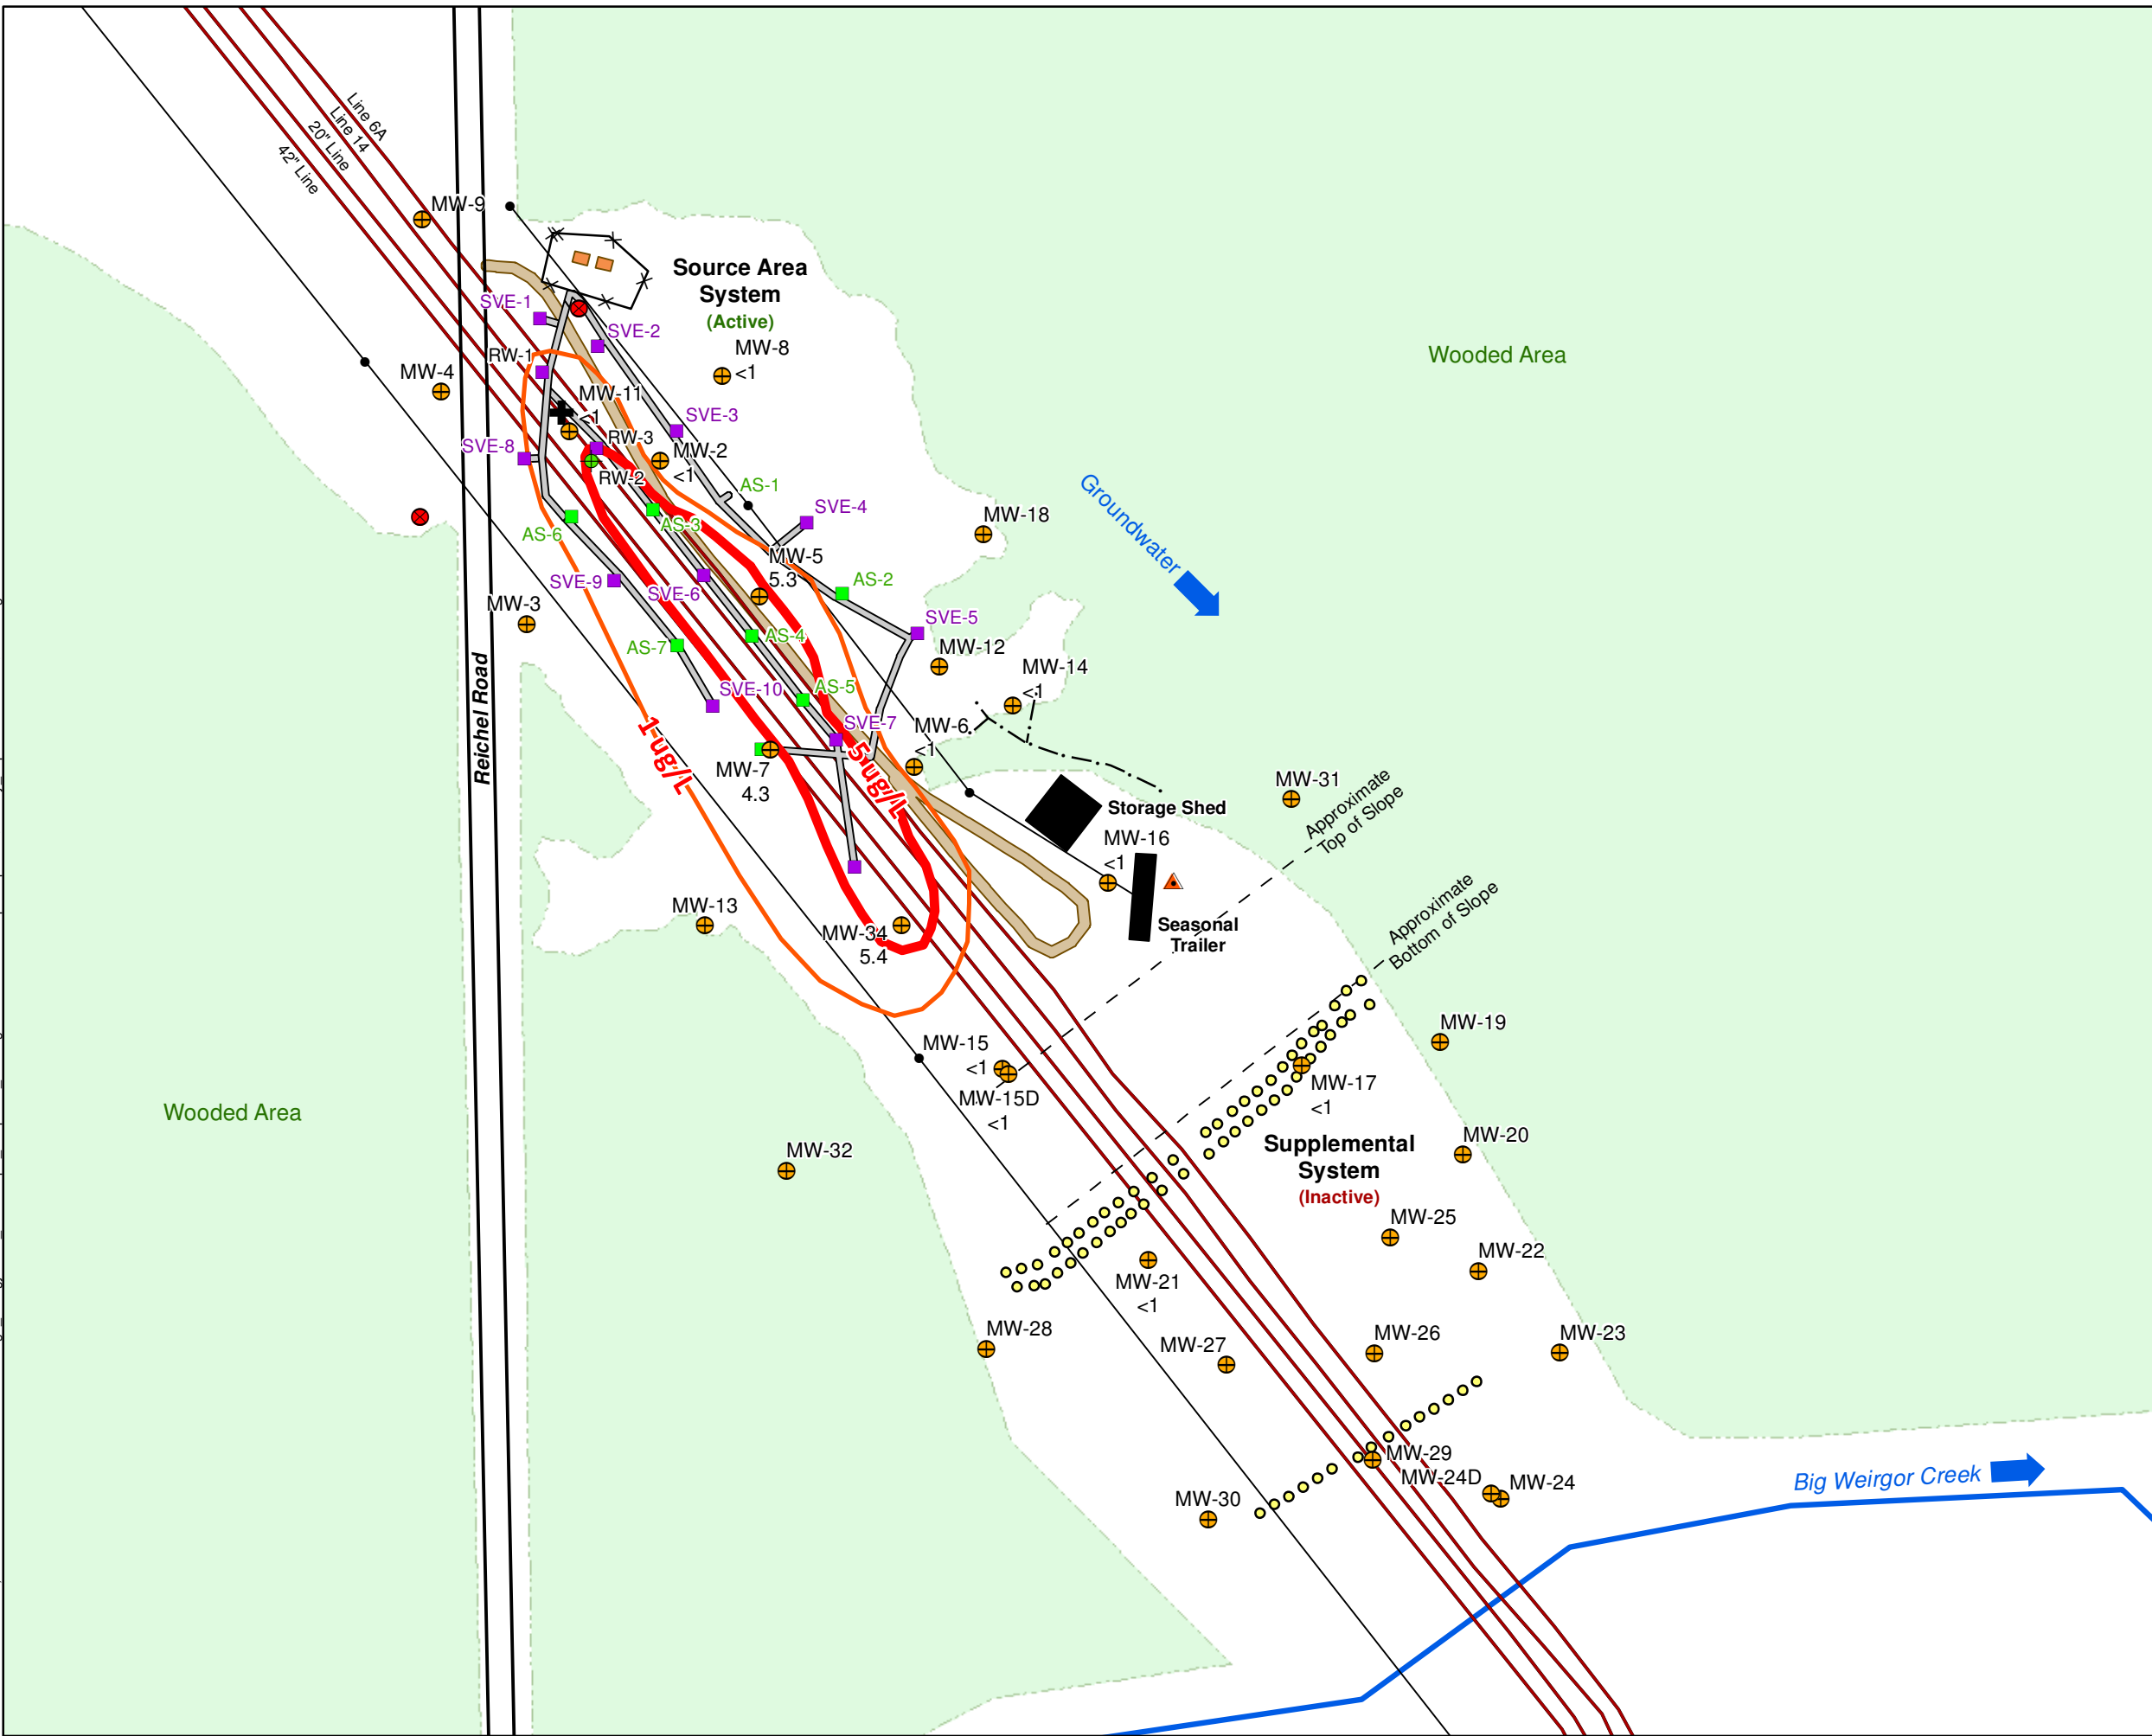 Line 6A
Line 14
20" Line
42" Line
MW-9
Source Area
System
(Active)
SVE-1
SVE-2
MW-8
<1
RW-1
MW-4
MW-11
<1
SVE-3
RW-3
SVE-8
MW-2
<1
RW-2
AS-1
SVE-4
AS-3
AS-6
MW-18
Groundwater
Wooded Area
MW-5
5.3
AS-2
SVE-9
SVE-6
MW-3
SVE-5
AS-4
AS-7
MW-12
MW-14
<1
Reichel Road
SVE-10
AS-5
SVE-7
MW-6
<1
1 ug/L
5 ug/L
MW-7
4.3
MW-31
Storage Shed
Approximate
Top of Slope
MW-16
<1
Approximate
Bottom of Slope
MW-13
MW-34
5.4
Seasonal
Trailer
MW-15
<1
MW-15D
<1
MW-19
MW-17
<1
Wooded Area
MW-32
Supplemental
System
(Inactive)
MW-20
MW-25
MW-22
MW-21
<1
MW-28
MW-27
MW-26
MW-23
MW-29
MW-24D
MW-24
MW-30
Big Weirgor Creek